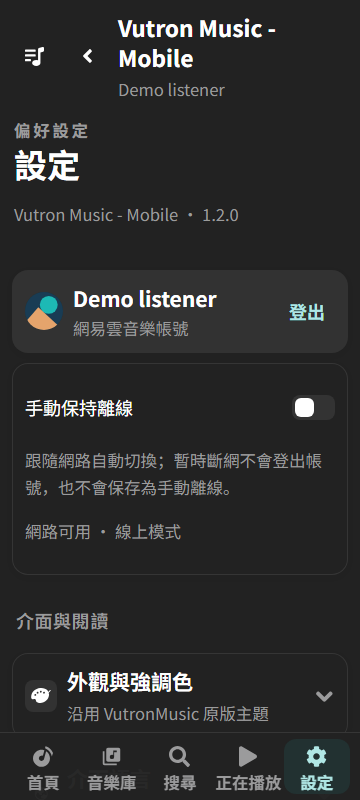 Vutron Music -
Mobile
Demo listener
偏好設定
設定
Vutron Music - Mobile • 1.2.0
Demo listener
網易雲音樂帳號
登出
手動保持離線
跟隨網路自動切換；暫時斷網不會登出帳
號，也不會保存為手動離線。
網路可用 • 線上模式
介面與閱讀
外觀與強調色
沿用 VutronMusic 原版主題
首頁
音樂庫
搜尋
正在播放
設定